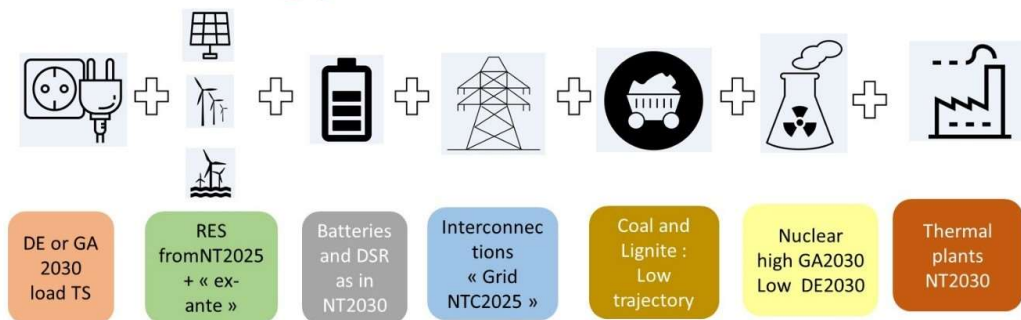 DE or GA
2030
load TS
RES
fromNT2025
+ « ex-
ante »
Batteries
and DSR
as in
NT2030
Interconnec
tions
« Grid
NTC2025 »
Coal and
Lignite :
Low
trajectory
Nuclear
high GA2030
Low DE2030
Thermal
plants
NT2030